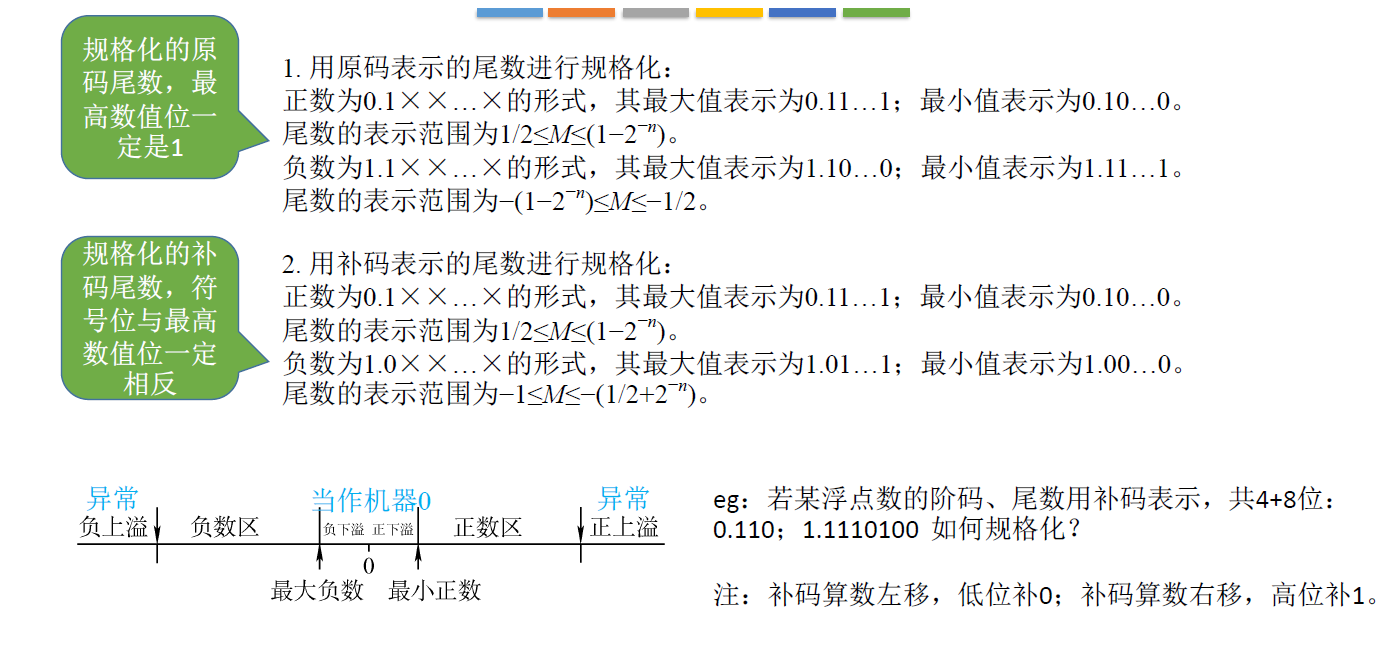 规格化的原
码尾数，最
高数值位一
定是1
1. 用原码表示的尾数进行规格化：
正数为0.1××…×的形式，其最大值表示为0.11…1；最小值表示为0.10…0。
尾数的表示范围为1/2≤M≤(1−2⁻ⁿ)。
负数为1.1××…×的形式，其最大值表示为1.10…0；最小值表示为1.11…1。
尾数的表示范围为−(1−2⁻ⁿ)≤M≤−1/2。
规格化的补
码尾数，符
号位与最高
数值位一定
相反
2. 用补码表示的尾数进行规格化：
正数为0.1××…×的形式，其最大值表示为0.11…1；最小值表示为0.10…0。
尾数的表示范围为1/2≤M≤(1−2⁻ⁿ)。
负数为1.0××…×的形式，其最大值表示为1.01…1；最小值表示为1.00…0。
尾数的表示范围为−1≤M≤−(1/2+2⁻ⁿ)。
异常 当作机器0 异常
负上溢 负数区 负下溢 正下溢 正数区 正上溢
0
最大负数 最小正数
eg：若某浮点数的阶码、尾数用补码表示，共4+8位：
0.110；1.1110100 如何规格化？
注：补码算数左移，低位补0；补码算数右移，高位补1。